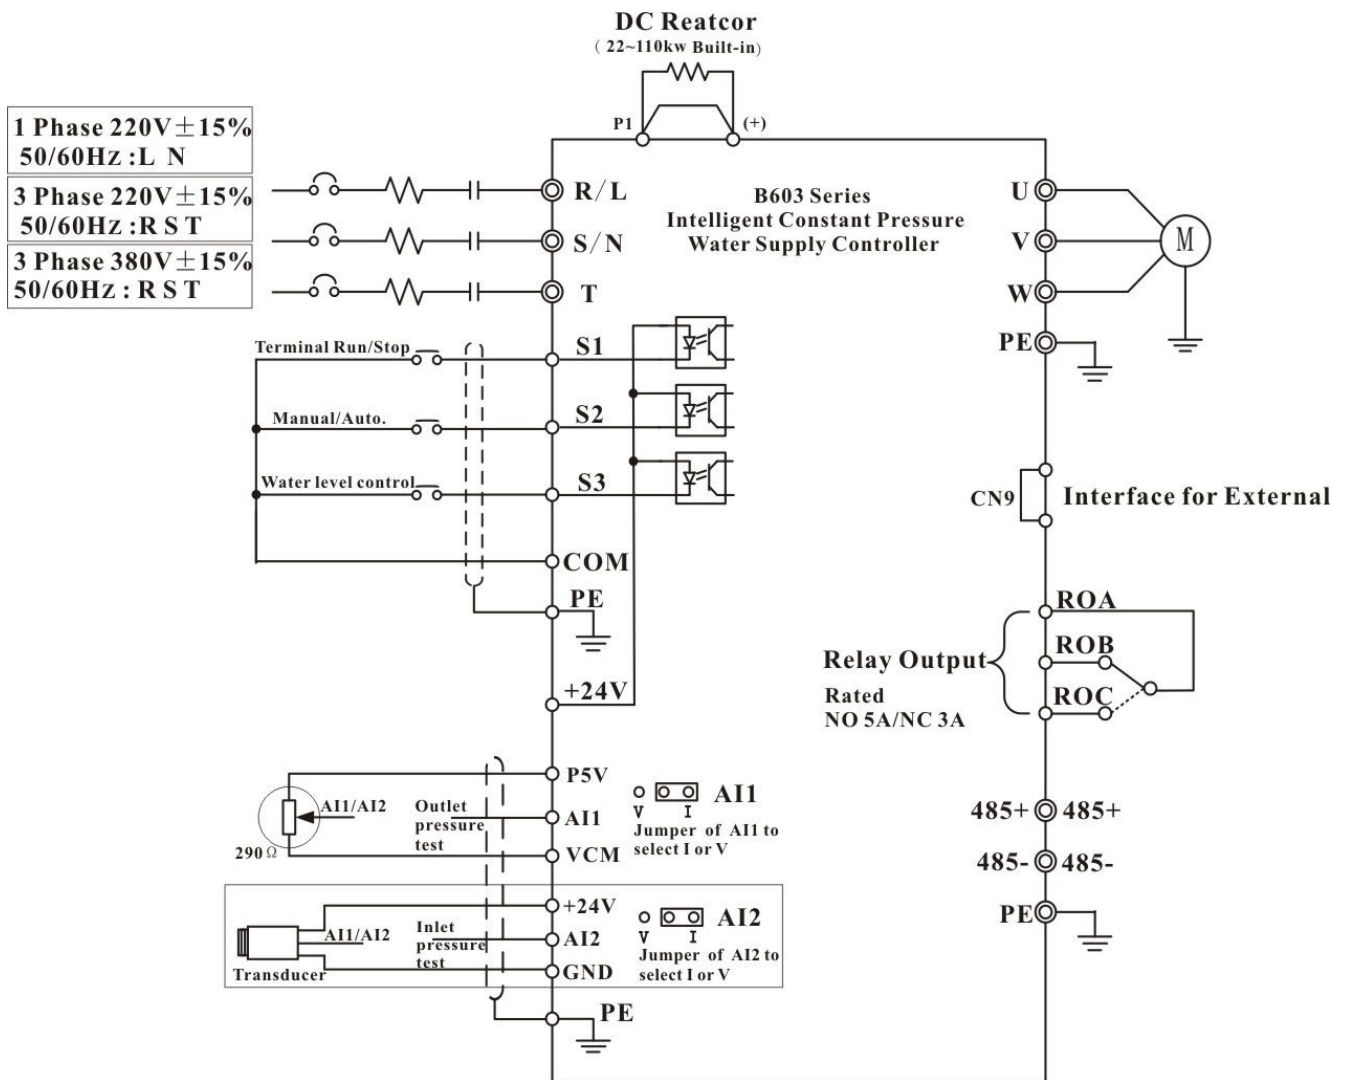 DC Reatcor
( 22~110kw Built-in)
P1
(+)
1 Phase 220V±15%
50/60Hz :L N
3 Phase 220V±15%
50/60Hz :R S T
3 Phase 380V±15%
50/60Hz : R S T
R/L
S/N
T
B603 Series
Intelligent Constant Pressure
Water Supply Controller
U
V
W
M
PE
Terminal Run/Stop
S1
Manual/Auto.
S2
Water level control
S3
COM
PE
+24V
CN9
Interface for External
ROA
ROB
ROC
Relay Output
Rated
NO 5A/NC 3A
P5V
AI1/AI2
290Ω
Outlet
pressure
test
AI1
VCM
V I
AI1
Jumper of AI1 to
select I or V
485+ 485+
485- 485-
PE
+24V
AI1/AI2
Transducer
Inlet
pressure
test
AI2
GND
V I
AI2
Jumper of AI2 to
select I or V
PE